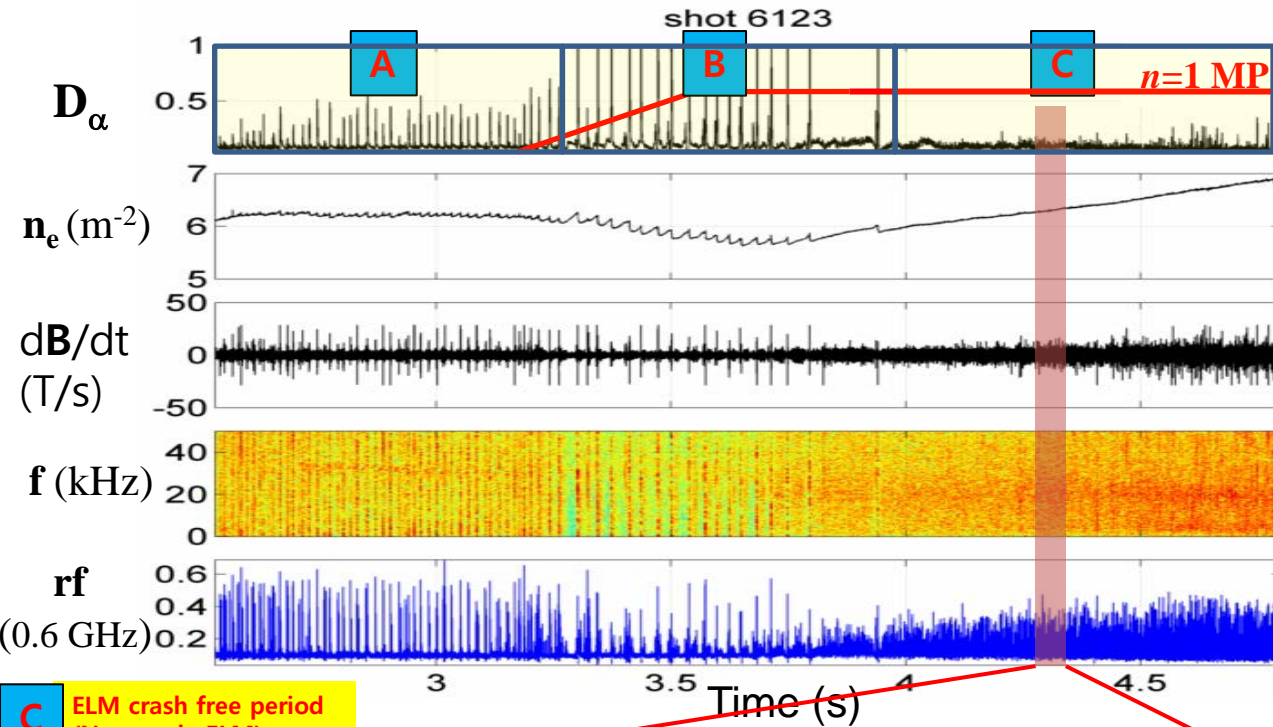 shot 6123
A
B
C
n=1 MP
Dα
1
0.5
ne (m-2)
7
6
5
dB/dt
(T/s)
50
0
-50
f (kHz)
40
20
0
rf
(0.6 GHz)
0.6
0.4
0.2
3
3.5
4
4.5
Time (s)
C
ELM crash free period